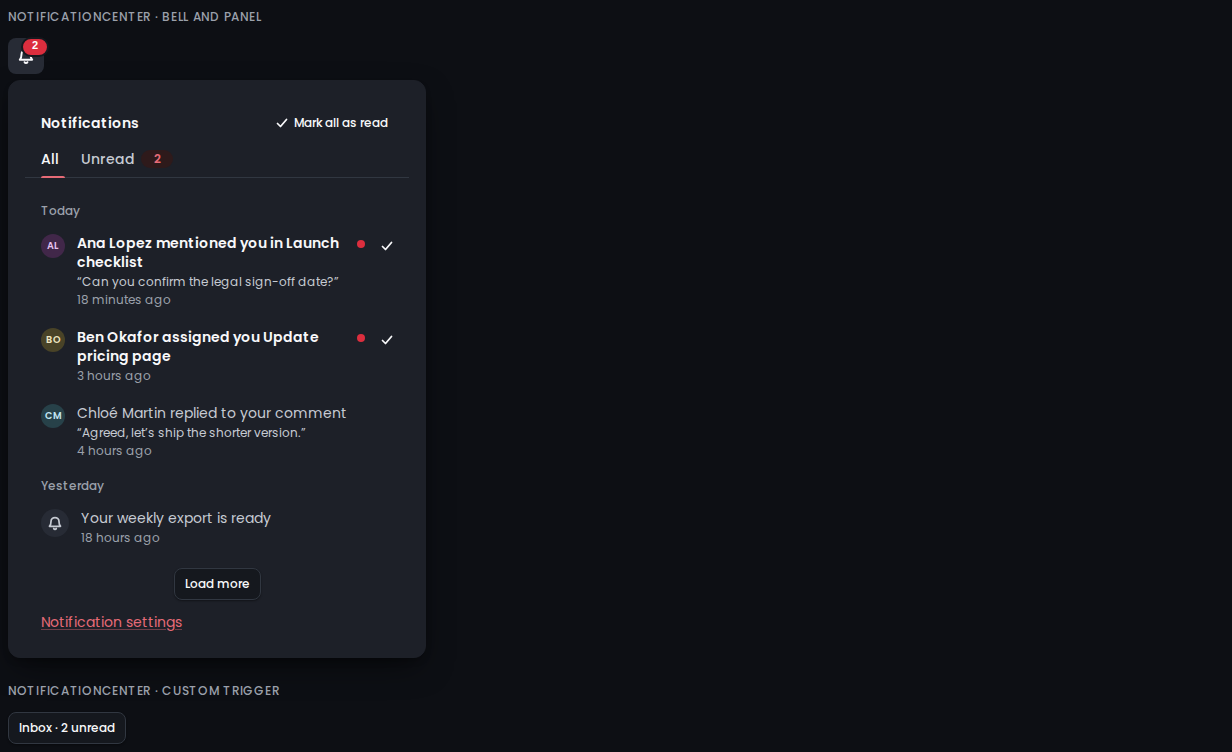 NOTIFICATIONCENTER · BELL AND PANEL
2
Notifications
Mark all as read
All
Unread
2
Today
AL
Ana Lopez mentioned you in Launch
checklist
“Can you confirm the legal sign-off date?”
18 minutes ago
BO
Ben Okafor assigned you Update
pricing page
3 hours ago
CM
Chloé Martin replied to your comment
“Agreed, let’s ship the shorter version.”
4 hours ago
Yesterday
Your weekly export is ready
18 hours ago
Load more
Notification settings
NOTIFICATIONCENTER · CUSTOM TRIGGER
Inbox · 2 unread